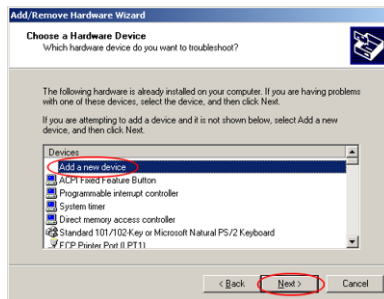 Add/Remove Hardware Wizard
Choose a Hardware Device
Which hardware device do you want to troubleshoot?
The following hardware is already installed on your computer. If you are having problems
with one of these devices, select the device, and then click Next.
If you are attempting to add a device and it is not shown below, select Add a new
device, and then click Next.
Devices
Add a new device
ACPI Fixed Feature Button
Programmable interrupt controller
System timer
Direct memory access controller
Standard 101/102-Key or Microsoft Natural PS/2 Keyboard
ECP Printer Port (LPT1)
< Back
Next >
Cancel